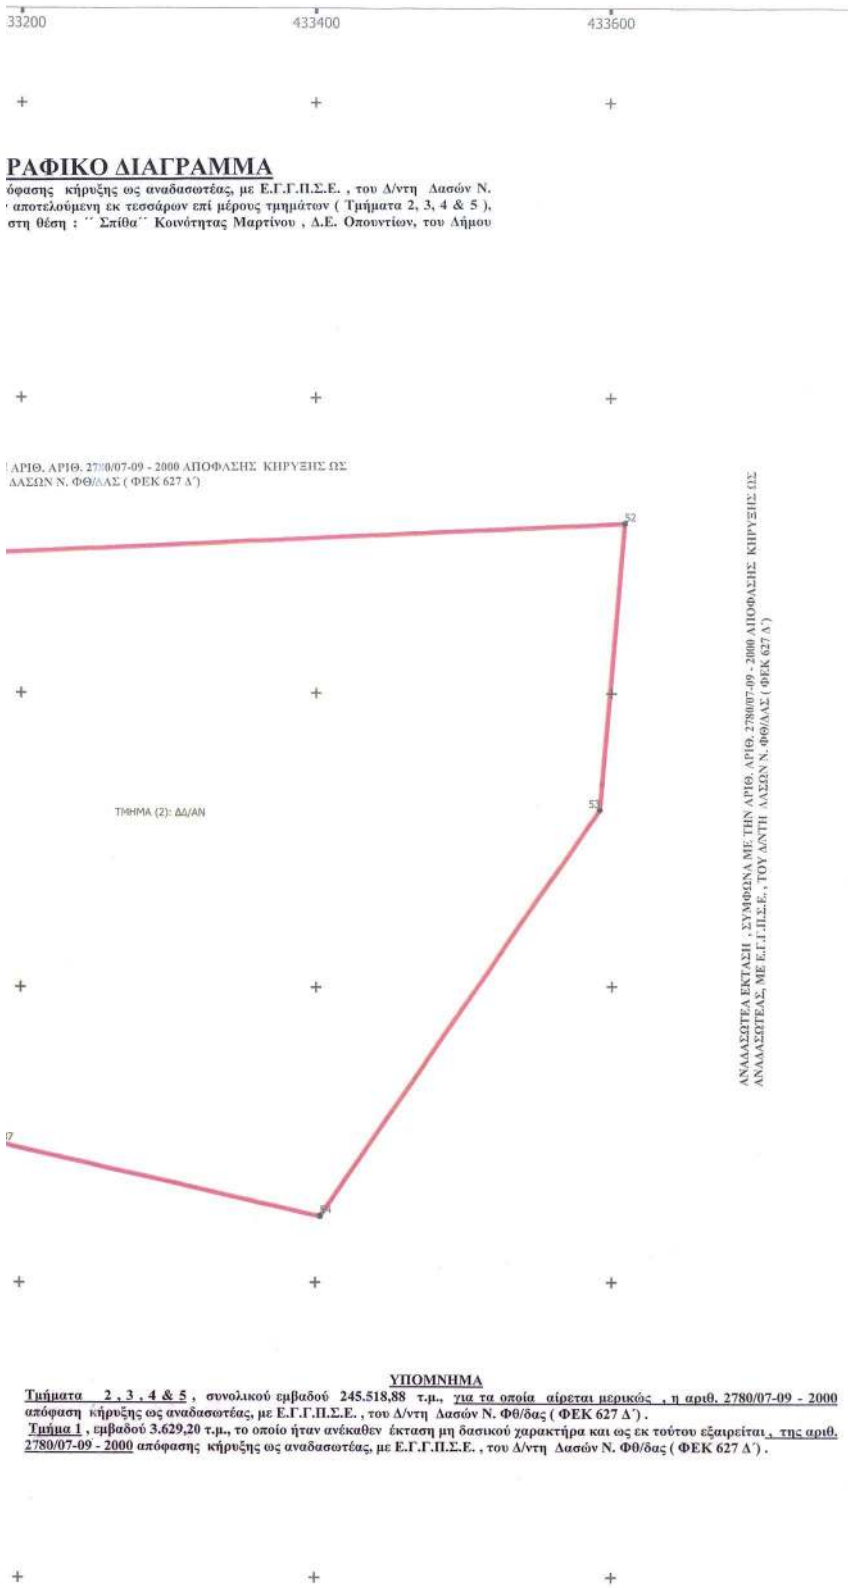 33200 433400 433600
ΡΑΦΙΚΟ ΔΙΑΓΡΑΜΜΑ
όφασης κήρυξης ως αναδασωτέας, με Ε.Γ.Γ.Π.Σ.Ε. , του Δ/ντη Δασών Ν.
αποτελούμενη εκ τεσσάρων επί μέρους τμημάτων ( Τμήματα 2, 3, 4 & 5 ),
στη θέση : ´´ Σπίθα´´ Κοινότητας Μαρτίνου , Δ.Ε. Οπουντίων, του Δήμου
ΑΡΙΘ. ΑΡΙΘ. 2780/07-09 - 2000 ΑΠΟΦΑΣΗΣ ΚΗΡΥΞΗΣ ΩΣ
ΔΑΣΩΝ Ν. ΦΘ/ΔΑΣ ( ΦΕΚ 627 Δ΄)
52
53
ΤΜΗΜΑ (2): ΔΔ/ΑΝ
ΑΝΑΔΑΣΩΤΕΑ ΕΚΤΑΣΗ , ΣΥΜΦΩΝΑ ΜΕ ΤΗΝ ΑΡΙΘ. ΑΡΙΘ. 2780/07-09 - 2000 ΑΠΟΦΑΣΗΣ ΚΗΡΥΞΗΣ ΩΣ
ΑΝΑΔΑΣΩΤΕΑΣ, ΜΕ Ε.Γ.Γ.Π.Σ.Ε. , ΤΟΥ Δ/ΝΤΗ ΔΑΣΩΝ Ν. ΦΘ/ΔΑΣ ( ΦΕΚ 627 Δ΄)
37
54
ΥΠΟΜΝΗΜΑ
Τμήματα 2 , 3 , 4 & 5 , συνολικού εμβαδού 245.518,88 τ.μ., για τα οποία αίρεται μερικώς , η αριθ. 2780/07-09 - 2000
απόφαση κήρυξης ως αναδασωτέας, με Ε.Γ.Γ.Π.Σ.Ε. , του Δ/ντη Δασών Ν. Φθ/δας ( ΦΕΚ 627 Δ΄) .
Τμήμα 1 , εμβαδού 3.629,20 τ.μ., το οποίο ήταν ανέκαθεν έκταση μη δασικού χαρακτήρα και ως εκ τούτου εξαιρείται , της αριθ.
2780/07-09 - 2000 απόφασης κήρυξης ως αναδασωτέας, με Ε.Γ.Γ.Π.Σ.Ε. , του Δ/ντη Δασών Ν. Φθ/δας ( ΦΕΚ 627 Δ΄) .